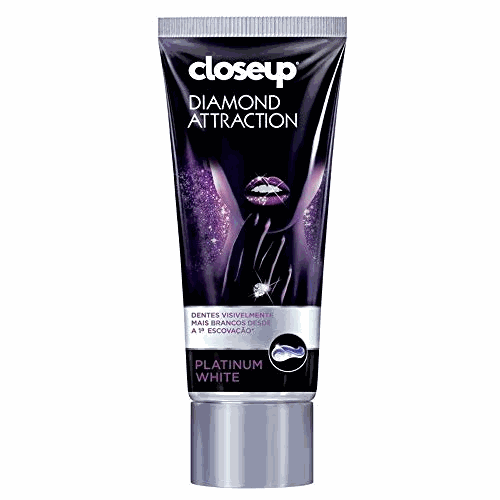 closeup®
DIAMOND
ATTRACTION
DENTES VISIVELMENTE
MAIS BRANCOS DESDE
A 1ª ESCOVAÇÃO*
PLATINUM
WHITE